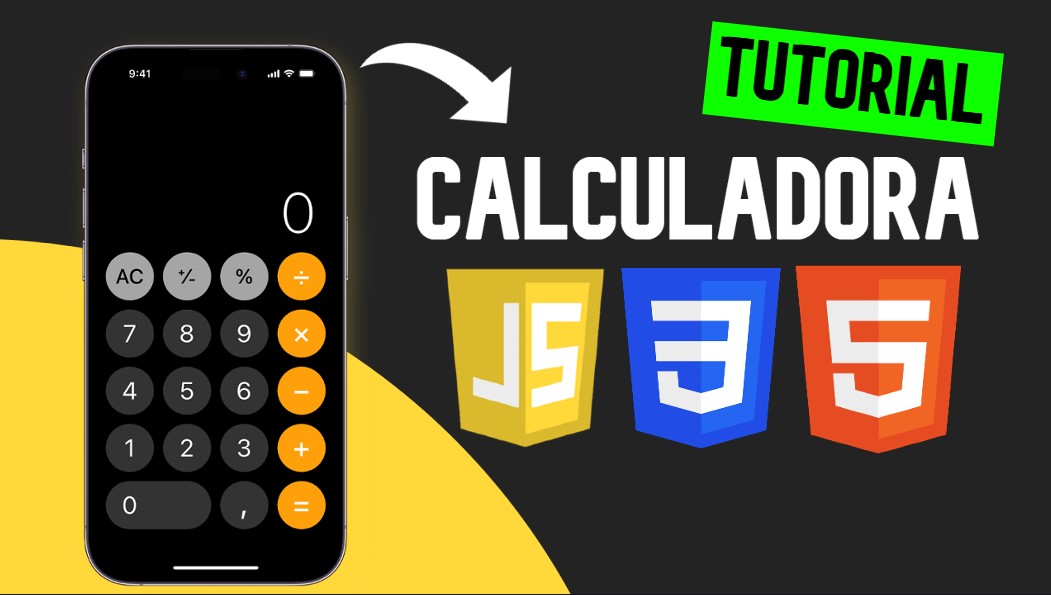 9:41
TUTORIAL
CALCULADORA
0
JS
3
5
AC +/- % ÷
7 8 9 ×
4 5 6 −
1 2 3 +
0 , =